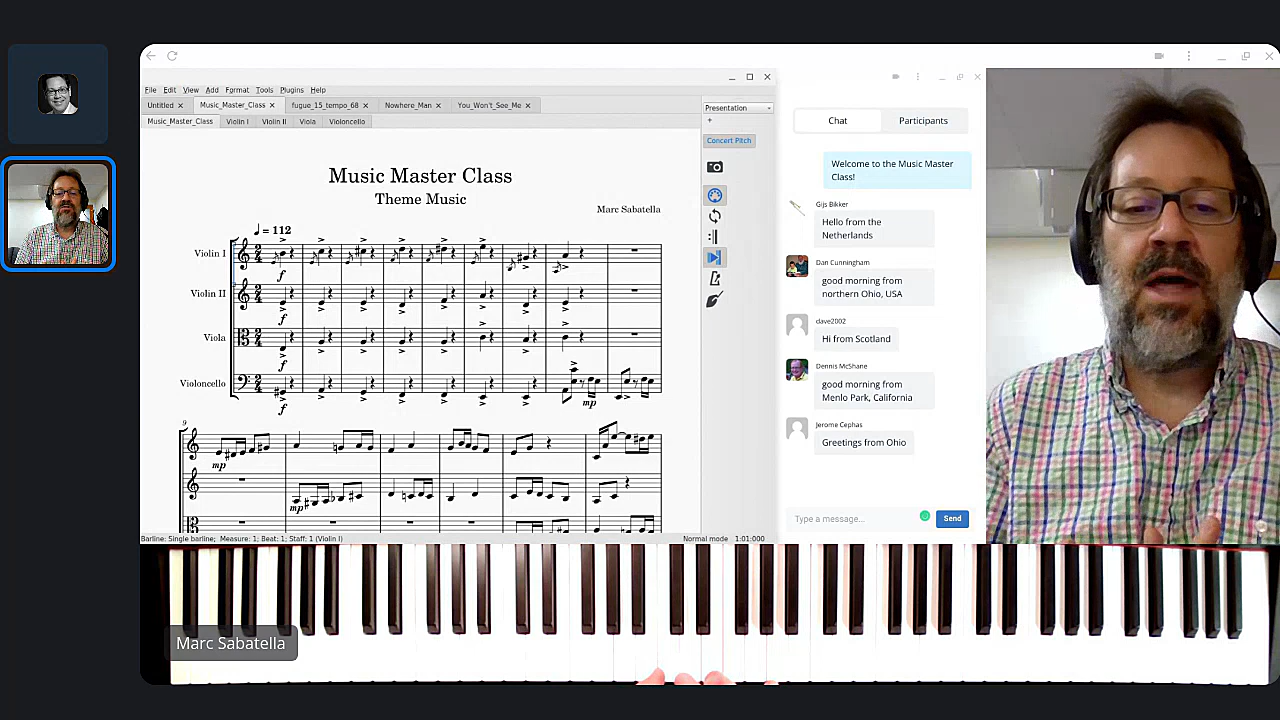 File Edit View Add Format Tools Plugins Help
Untitled Music_Master_Class fugue_15_tempo_68 Nowhere_Man You_Won't_See_Me
Music_Master_Class Violin I Violin II Viola Violoncello
Presentation
+
Concert Pitch
Music Master Class
Theme Music
Marc Sabatella
= 112
Violin I
f
Violin II
f
Viola
f
Violoncello
f
mp
9
mp
mp
Barline: Single barline; Measure: 1; Beat: 1; Staff: 1 (Violin I)
Normal mode 1:01:000
Chat Participants
Welcome to the Music Master
Class!
Gijs Bikker
Hello from the
Netherlands
Dan Cunningham
good morning from
northern Ohio, USA
dave2002
Hi from Scotland
Dennis McShane
good morning from
Menlo Park, California
Jerome Cephas
Greetings from Ohio
Type a message...
Send
Marc Sabatella